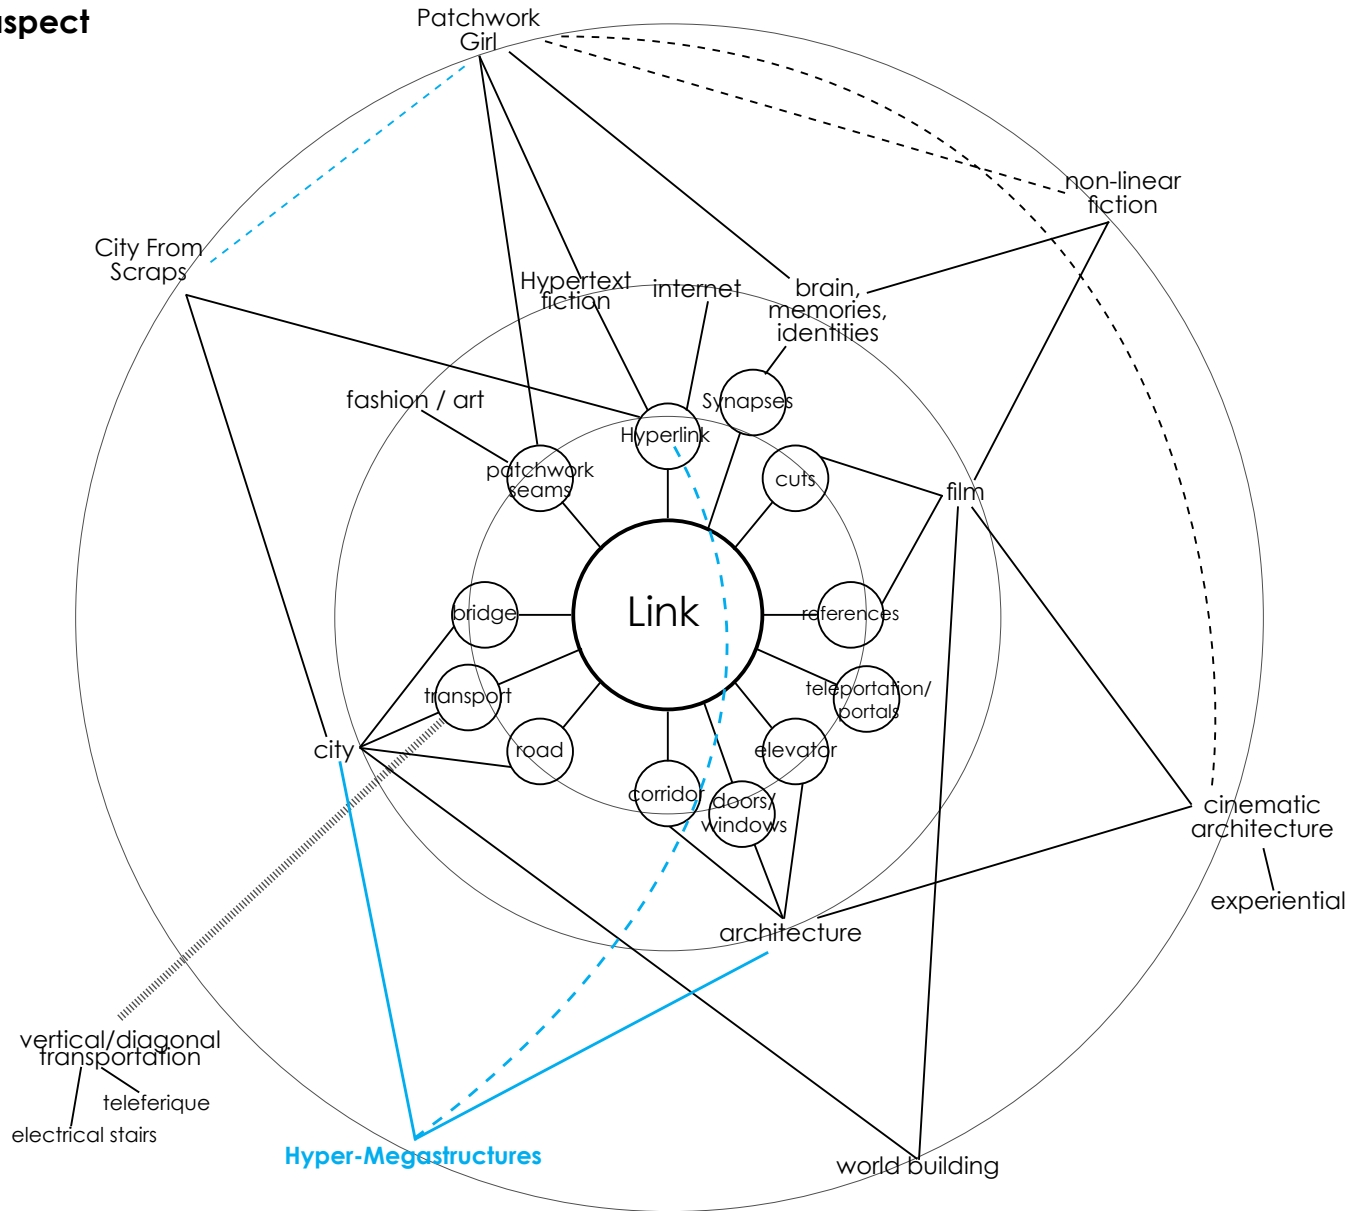 aspect
Patchwork
Girl
non-linear
fiction
City From
Scraps
Hypertext
fiction
internet
brain,
memories,
identities
fashion / art
Synapses
Hyperlink
patchwork
seams
cuts
film
bridge
Link
references
transport
teleportation/
portals
city
road
elevator
corridor
doors/
windows
cinematic
architecture
experiential
architecture
vertical/diagonal
transportation
teleferique
electrical stairs
Hyper-Megastructures
world building